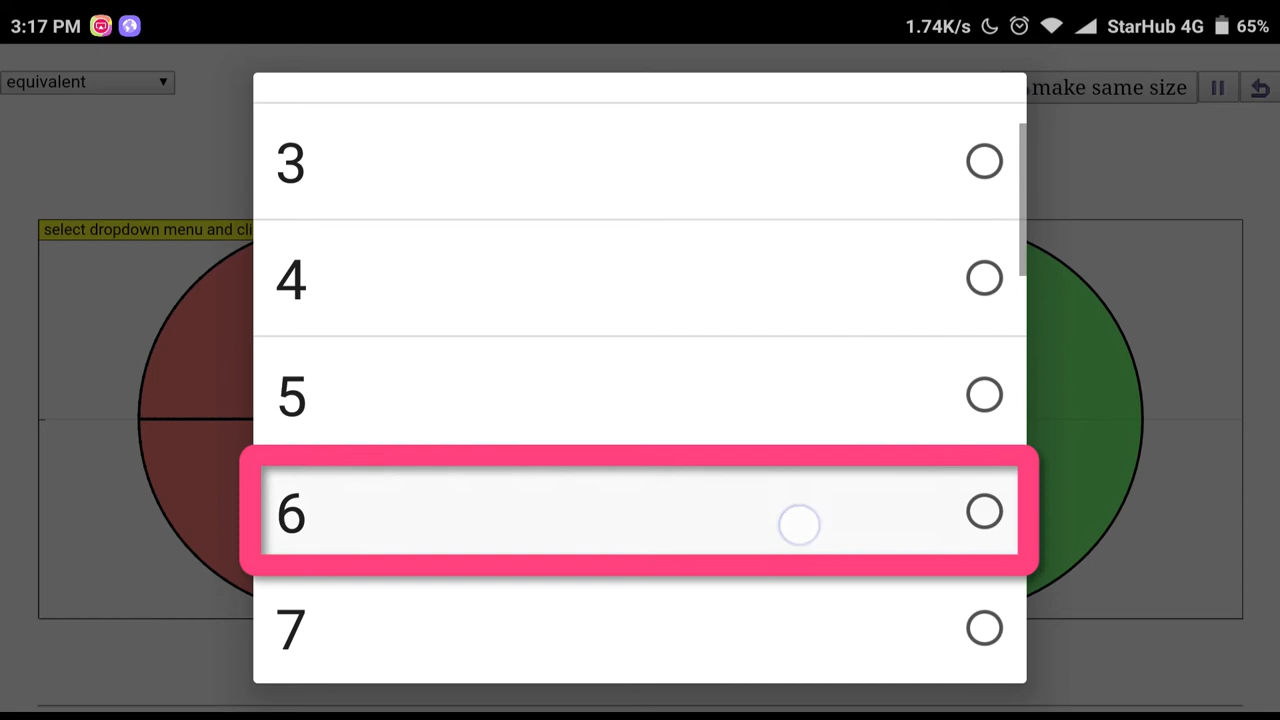 3:17 PM
1.74K/s
StarHub 4G
65%
equivalent
make same size
select dropdown menu and cli
3
4
5
6
7